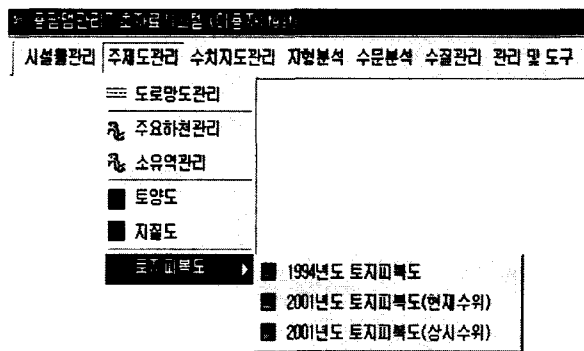 시설물관리 주제도관리 수치지도관리 지형분석 수문분석 수질관리 관리 및 도구
도로망도관리
주요하천관리
소유역관리
토양도
지질도
토지피복도
1994년도 토지피복도
2001년도 토지피복도(현재수위)
2001년도 토지피복도(상시수위)